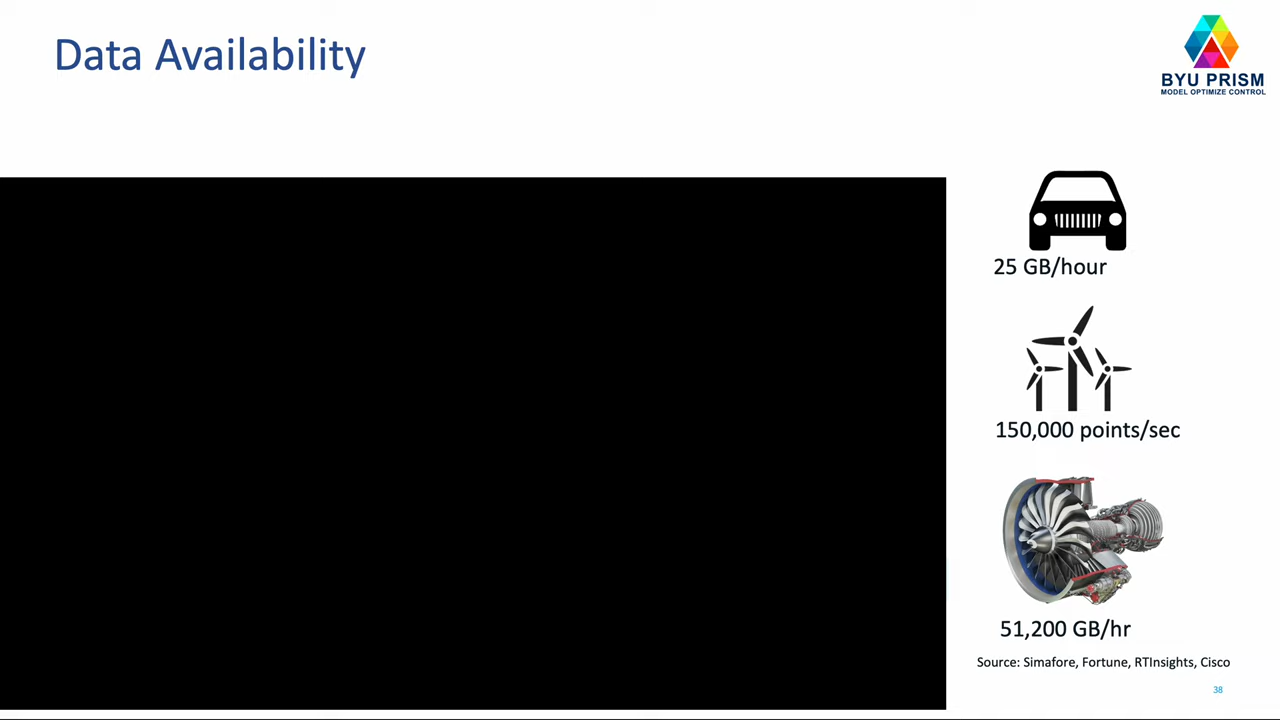 Data Availability
BYU PRISM
MODEL OPTIMIZE CONTROL
25 GB/hour
150,000 points/sec
51,200 GB/hr
Source: Simafore, Fortune, RTInsights, Cisco
38